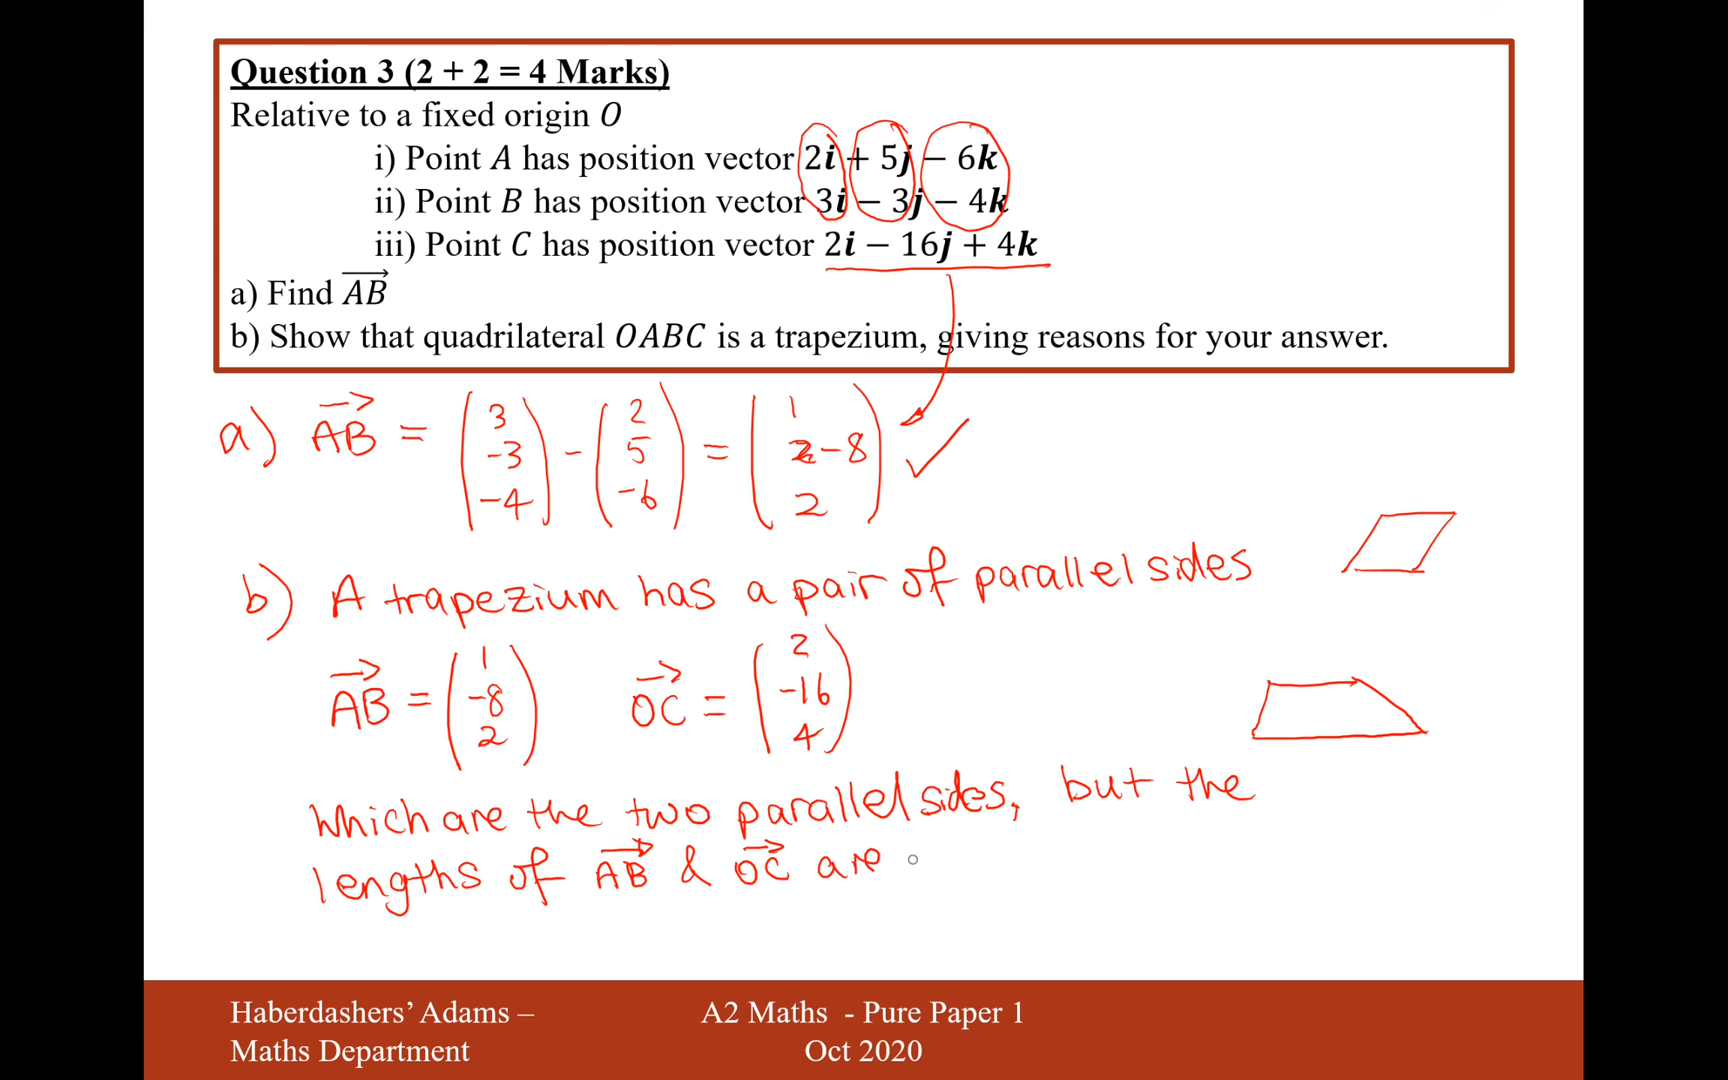 Question 3 (2 + 2 = 4 Marks)
Relative to a fixed origin O
i) Point A has position vector 2i + 5j − 6k
ii) Point B has position vector 3i − 3j − 4k
iii) Point C has position vector 2i − 16j + 4k
a) Find AB
b) Show that quadrilateral OABC is a trapezium, giving reasons for your answer.
a) AB = (3 -3 -4) - (2 5 -6) = (1 -8 2)
b) A trapezium has a pair of parallel sides
AB = (1 -8 2) OC = (2 -16 4)
Which are the two parallel sides, but the
lengths of AB & OC are
Haberdashers’ Adams –
Maths Department
A2 Maths - Pure Paper 1
Oct 2020